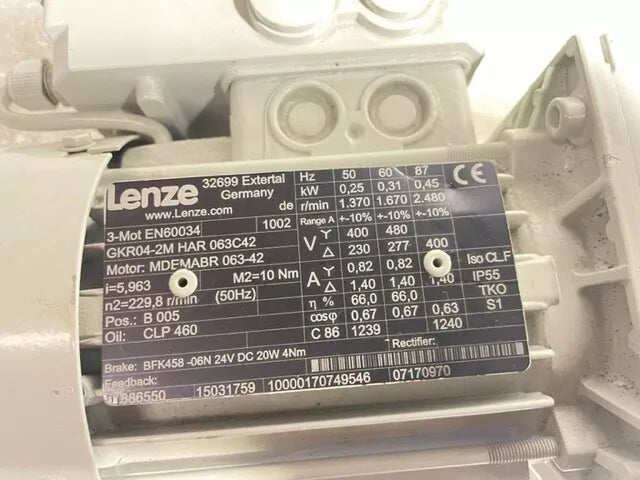 Lenze
32699 Extertal
Germany
www.Lenze.com
de
3-Mot EN60034 1002
GKR04-2M HAR 063C42
Motor: MDEMABR 063-42
i=5,963 M2=10 Nm
n2=229,8 r/min (50Hz)
Pos.: B 005
Oil: CLP 460
Hz 50 60 87
kW 0,25 0,31 0,45
r/min 1.370 1.670 2.480
Range A +-10% +-10%
V Y 400 480
Δ 230 277 400
A Y 0,82 0,82
Δ 1,40 1,40 1,40
η % 66,0 66,0
cosφ 0,67 0,67 0,63
C 86 1239 1240
CE
Iso CLF
IP55
TKO
S1
Brake: BFK458 -06N 24V DC 20W 4Nm Rectifier:
Feedback:
15031759 10000170749546 07170970